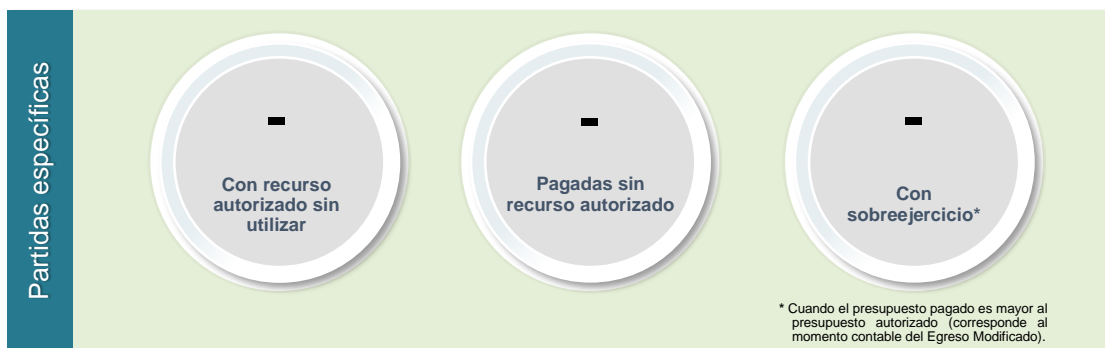 Partidas específicas
-
Con recurso
autorizado sin
utilizar
-
Pagadas sin
recurso autorizado
-
Con
sobreejercicio*
* Cuando el presupuesto pagado es mayor al
presupuesto autorizado (corresponde al
momento contable del Egreso Modificado).